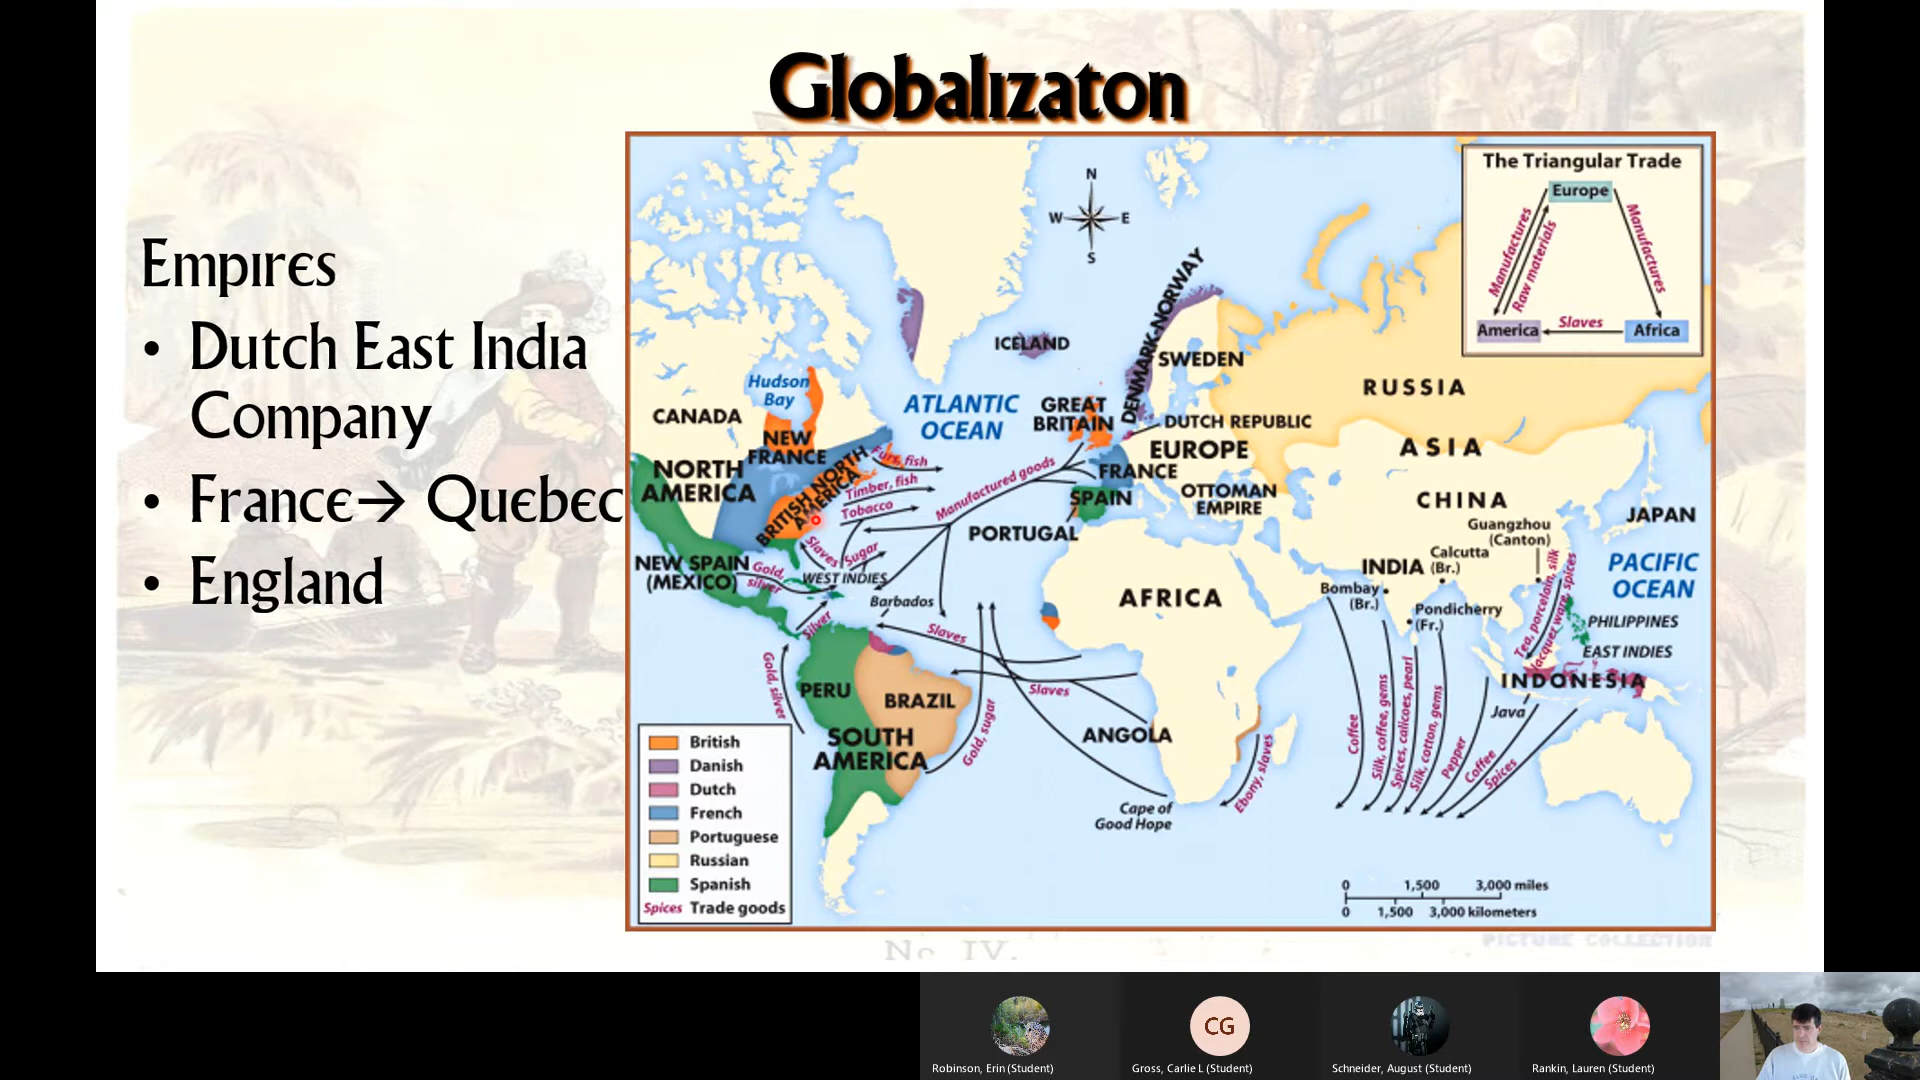 Globalızaton
Empıres
• Dutch East Indıa
Company
• France→ Quebec
• England
The Triangular Trade
Europe
Manufactures
Raw materials
Manufactures
America
Slaves
Africa
N
W
E
S
ICELAND
DENMARK-NORWAY
SWEDEN
RUSSIA
Hudson
Bay
CANADA
ATLANTIC
OCEAN
GREAT
BRITAIN
DUTCH REPUBLIC
EUROPE
ASIA
NEW
FRANCE
BRITISH NORTH
AMERICA
NORTH
AMERICA
Furs, fish
Timber, fish
Tobacco
Manufactured goods
FRANCE
SPAIN
OTTOMAN
EMPIRE
CHINA
JAPAN
PORTUGAL
Guangzhou
(Canton)
Calcutta
(Br.)
INDIA
Bombay
(Br.)
Pondicherry
(Fr.)
PACIFIC
OCEAN
NEW SPAIN
(MEXICO)
Gold,
silver
Slaves
Sugar
WEST INDIES
Barbados
Silver
AFRICA
Tea, porcelain, silk
lacquer ware, spices
PHILIPPINES
EAST INDIES
INDONESIA
Java
Slaves
Slaves
Gold, silver
PERU
BRAZIL
SOUTH
AMERICA
Gold, sugar
ANGOLA
Cape of
Good Hope
Ebony, slaves
Coffee
Silk, coffee, gems
Spices, calicoes, pearl
Silk, cotton, gems
Pepper
Coffee
Spices
British
Danish
Dutch
French
Portuguese
Russian
Spanish
Spices Trade goods
0 1,500 3,000 miles
0 1,500 3,000 kilometers
No IV.
PICTURE COLLECTION
CG
Robinson, Erin (Student)
Gross, Carlie L (Student)
Schneider, August (Student)
Rankin, Lauren (Student)